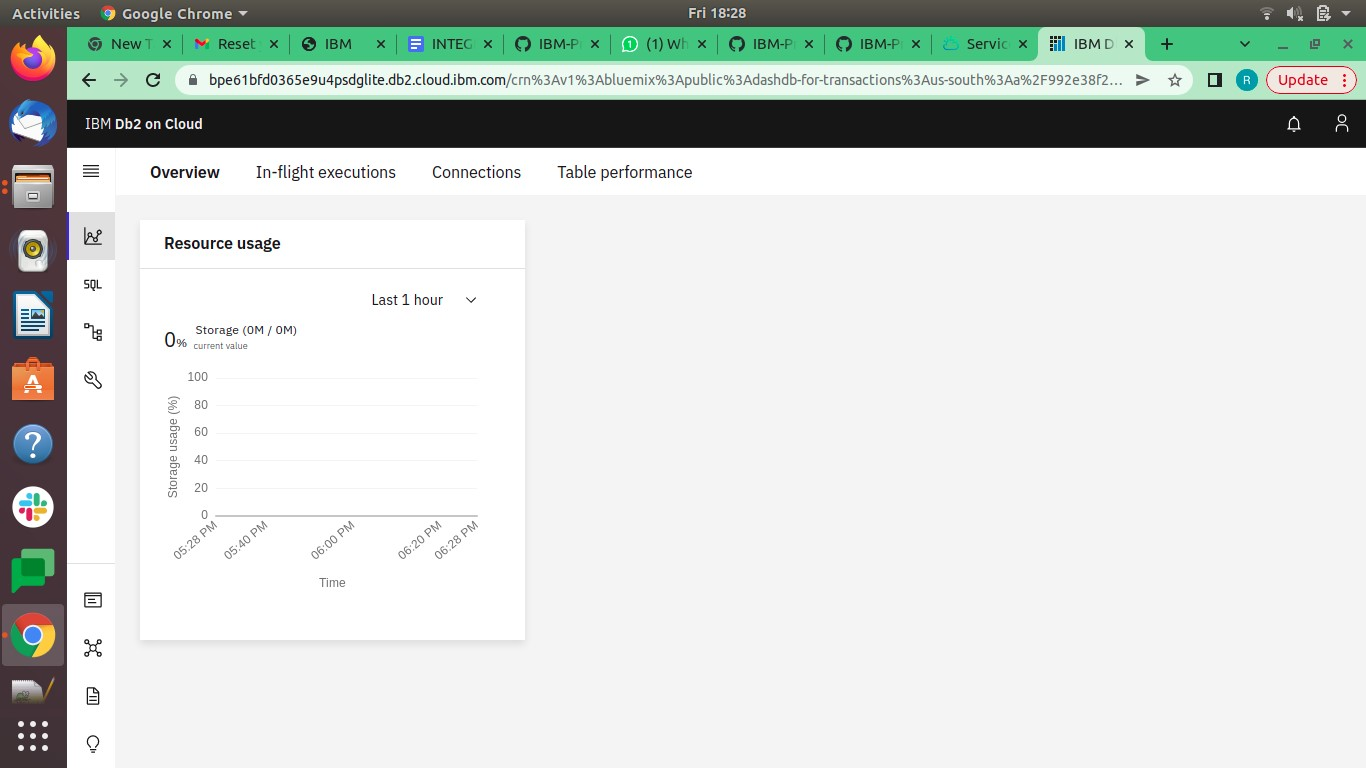 Activities Google Chrome Fri 18:28
New T Reset IBM INTEG IBM-P (1) Wh IBM-P IBM-P Servic IBM D
bpe61bfd0365e9u4psdglite.db2.cloud.ibm.com/crn%3Av1%3Abluemix%3Apublic%3Adashdb-for-transactions%3Aus-south%3Aa%2F992e38f2... R Update
IBM Db2 on Cloud
Overview In-flight executions Connections Table performance
Resource usage
Last 1 hour
0% Storage (0M / 0M)
current value
Storage usage (%)
100
80
60
40
20
0
05:28 PM 05:40 PM 06:00 PM 06:20 PM 06:28 PM
Time
SQL